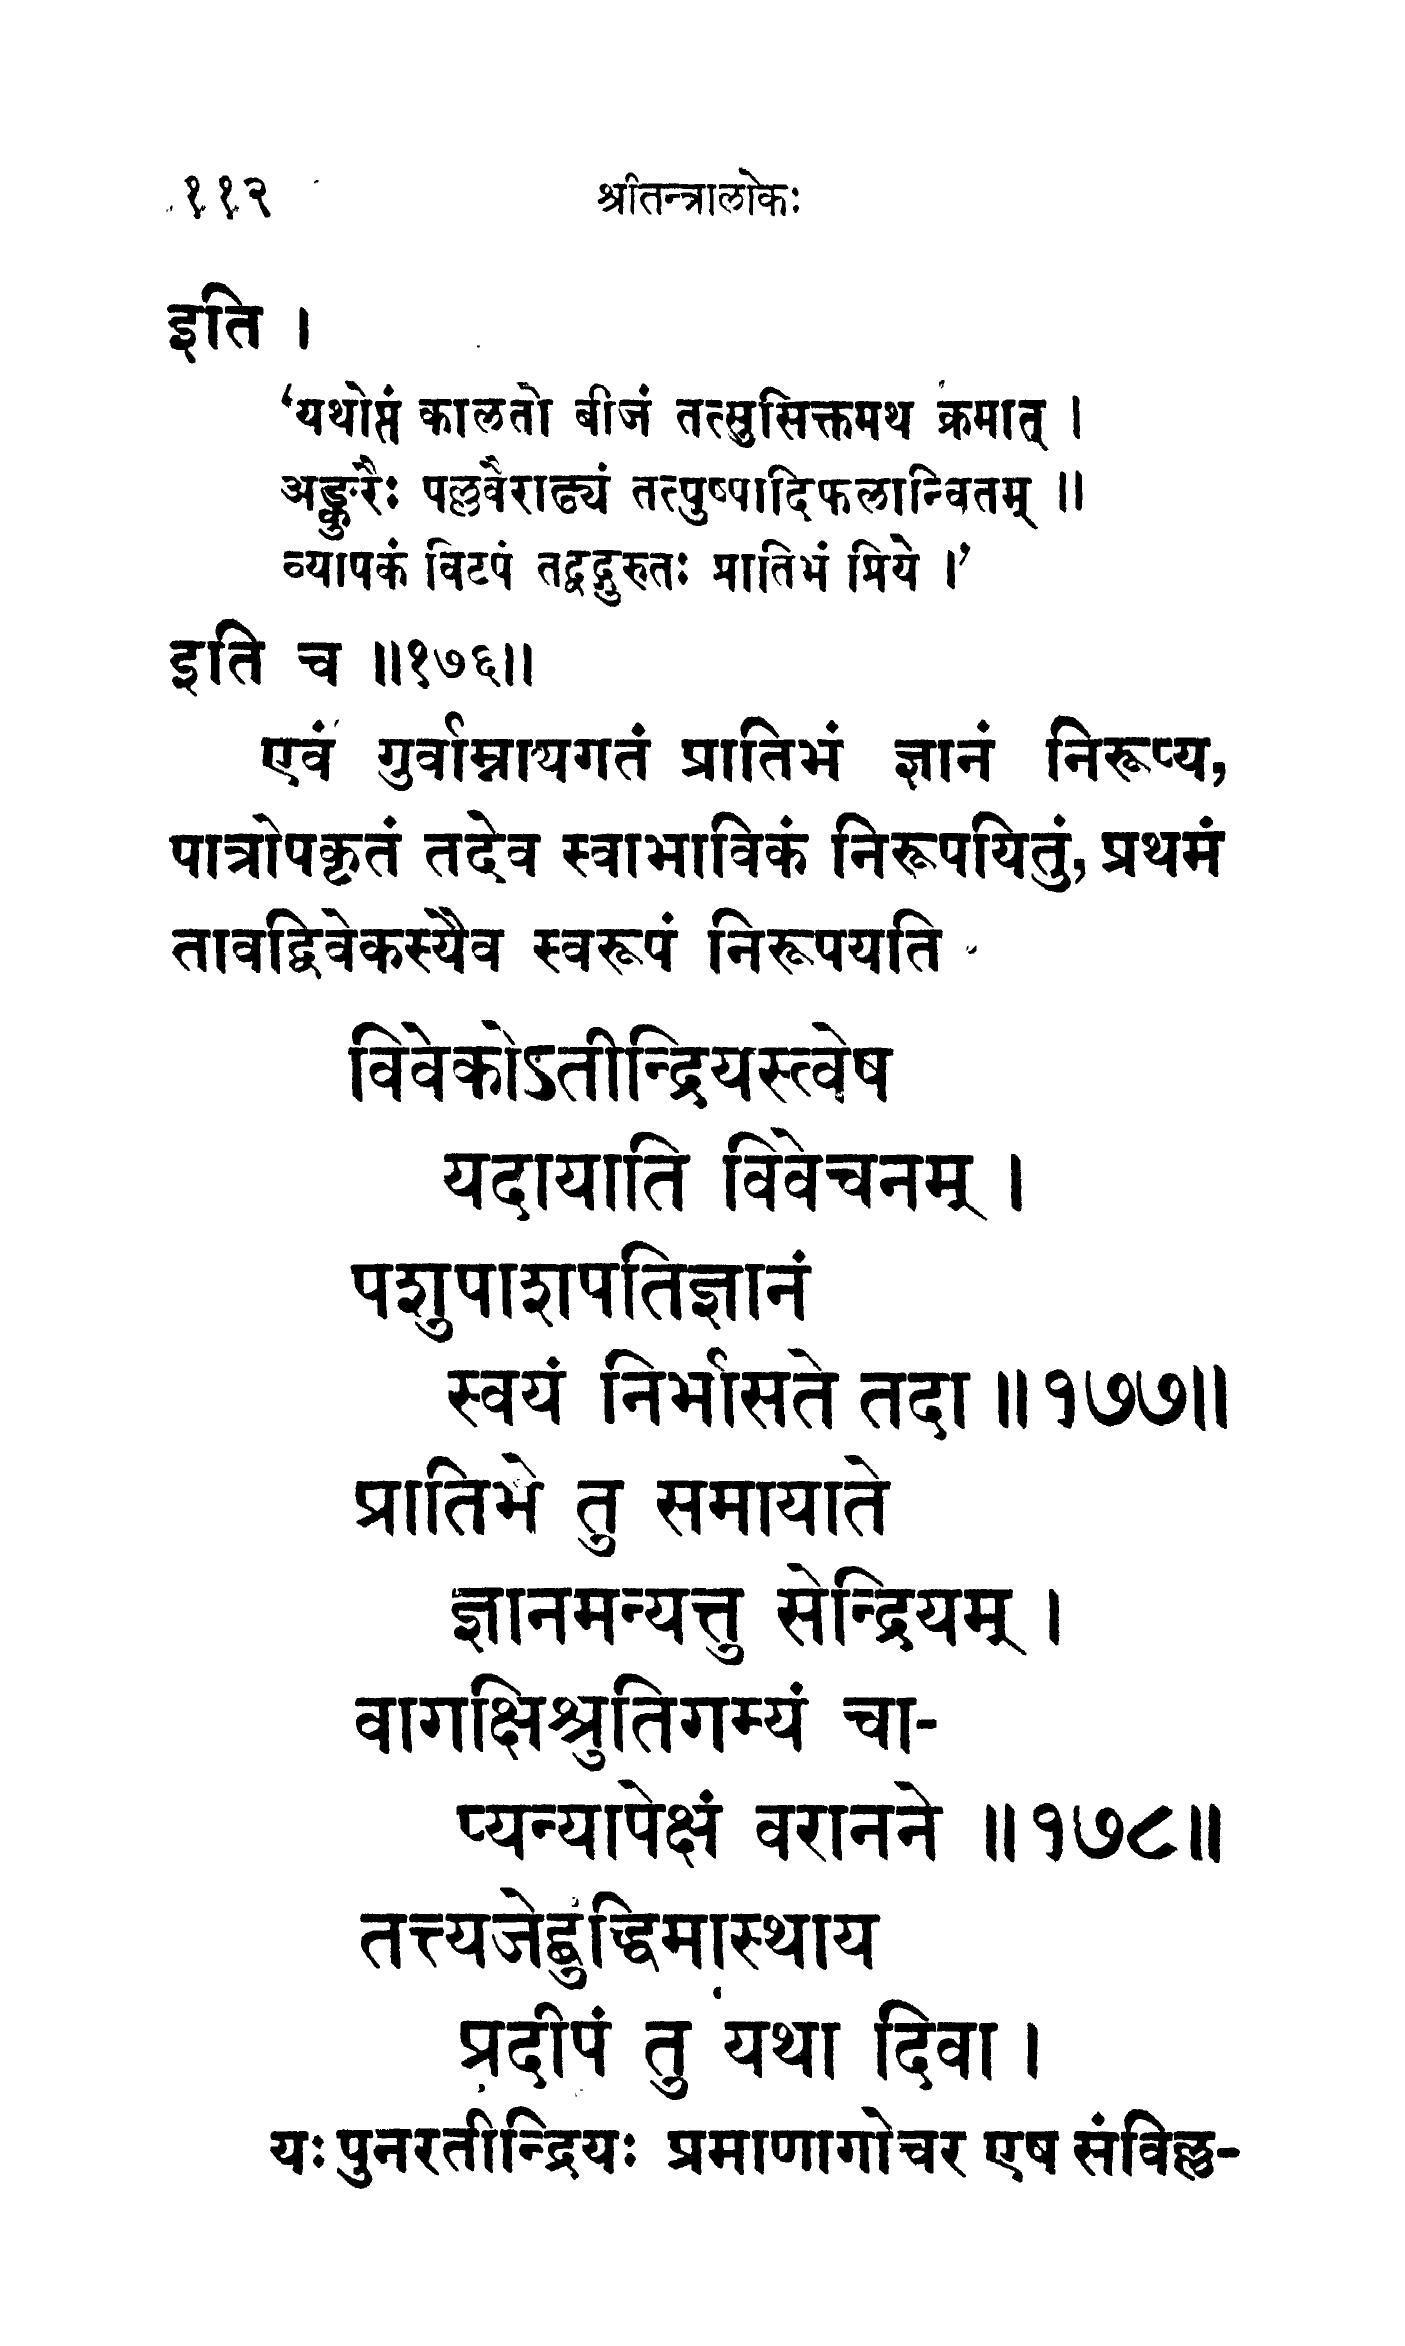 ११२ श्रीतन्त्रालोकः
इति ।
‘यथोप्तं कालतो बीजं तत्सुसिक्तमथ क्रमात् ।
अङ्कुरैः पल्लवैराढ्यं तत्पुष्पादिफलान्वितम् ॥
व्यापकं विटपं तद्वद्गुरुतः प्रातिभं प्रिये ।’
इति च ॥१७६॥
एवं गुर्वाम्नायगतं प्रातिभं ज्ञानं निरूप्य,
पात्रोपकृतं तदेव स्वाभाविकं निरूपयितुं, प्रथमं
तावद्विवेकस्यैव स्वरूपं निरूपयति
विवेकोऽतीन्द्रियस्त्वेष
यदायाति विवेचनम् ।
पशुपाशपतिज्ञानं
स्वयं निर्भासते तदा ॥१७७॥
प्रातिभे तु समायाते
ज्ञानमन्यत्तु सेन्द्रियम् ।
वागक्षिश्रुतिगम्यं चा-
प्यन्यापेक्षं वरानने ॥१७८॥
तत्त्यजेद्बुद्धिमास्थाय
प्रदीपं तु यथा दिवा ।
यः पुनरतीन्द्रियः प्रमाणागोचर एष संविल्लु-